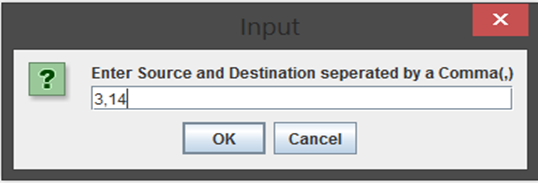 Input
Enter Source and Destination seperated by a Comma(,)
3,14
OK Cancel